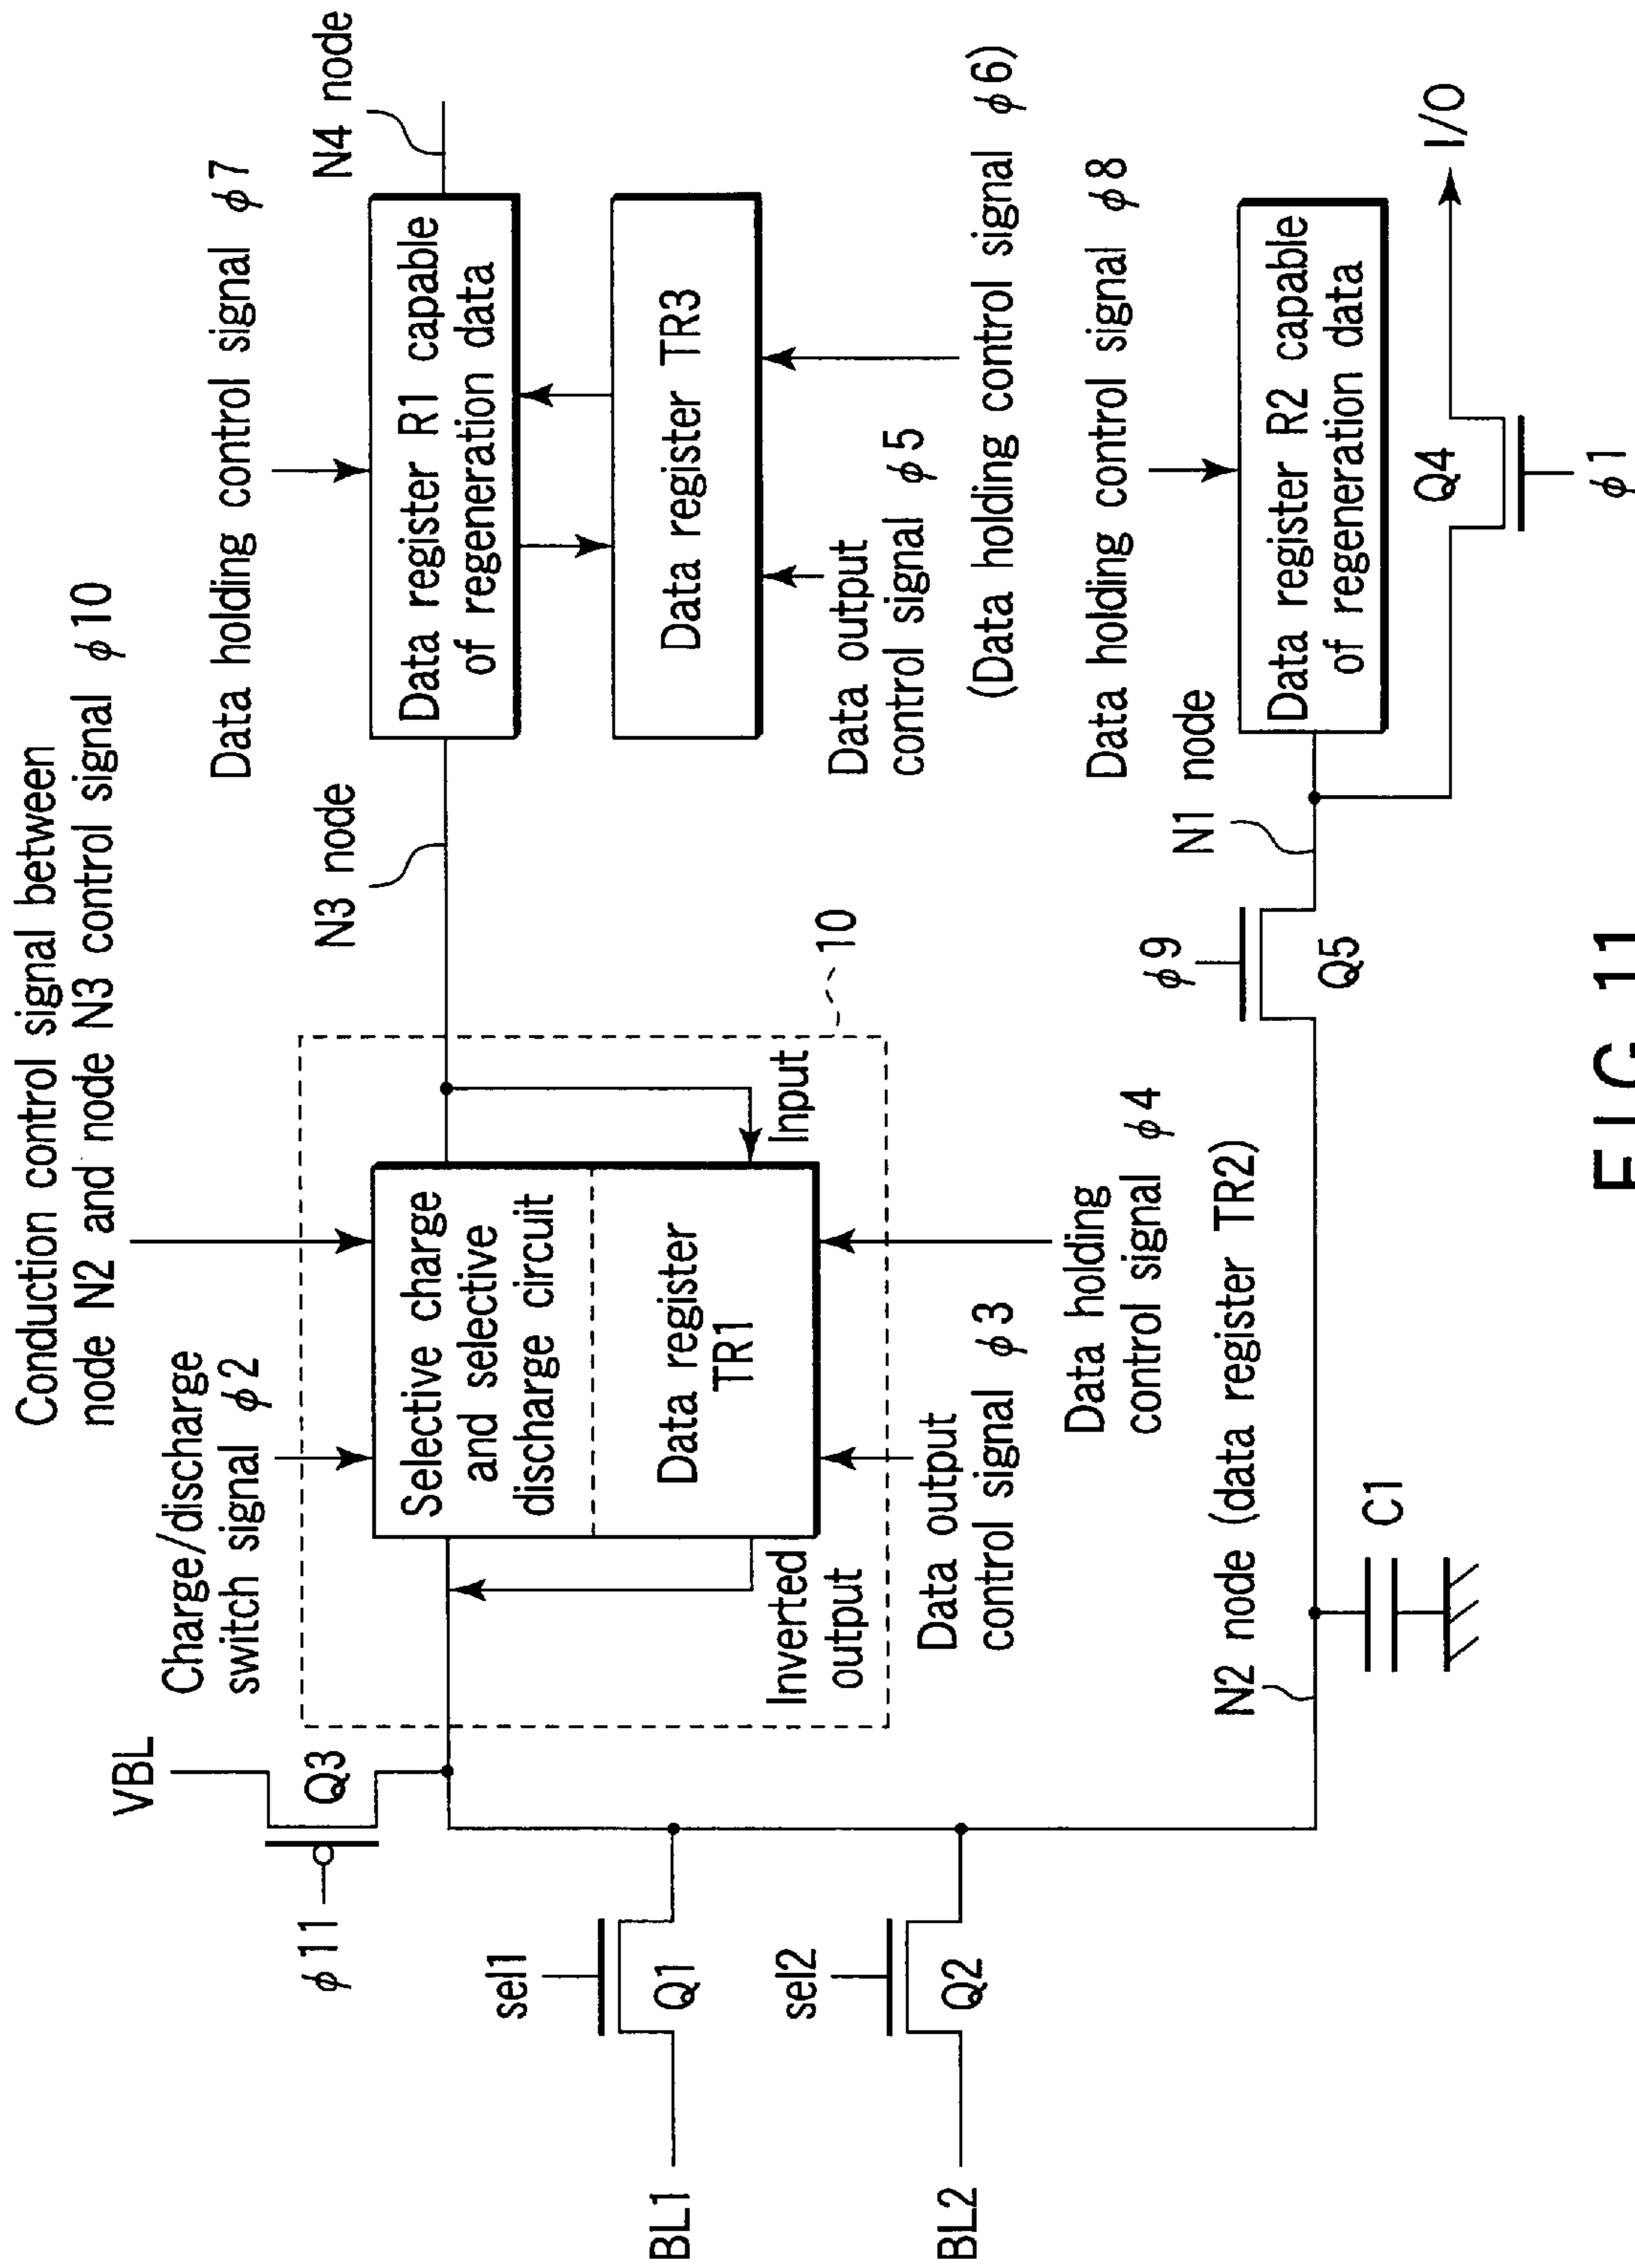 Conduction control signal between
node N2 and node N3 control signal φ10
Charge/discharge
switch signal φ2
Data holding control signal φ7
VBL
φ11
Q3
N3 node
N4 node
Selective charge
and selective
discharge circuit
Data register
TR1
Inverted
output
Input
10
Data register R1 capable
of regeneration data
Data register TR3
Data output
control signal φ3
Data holding
control signal φ4
Data output
control signal φ5
(Data holding control signal φ6)
sel1
Q1
BL1
sel2
Q2
BL2
N2 node (data register TR2)
C1
φ9
Q5
N1 node
Data holding control signal φ8
Data register R2 capable
of regeneration data
Q4
φ1
I/O
FIG. 11